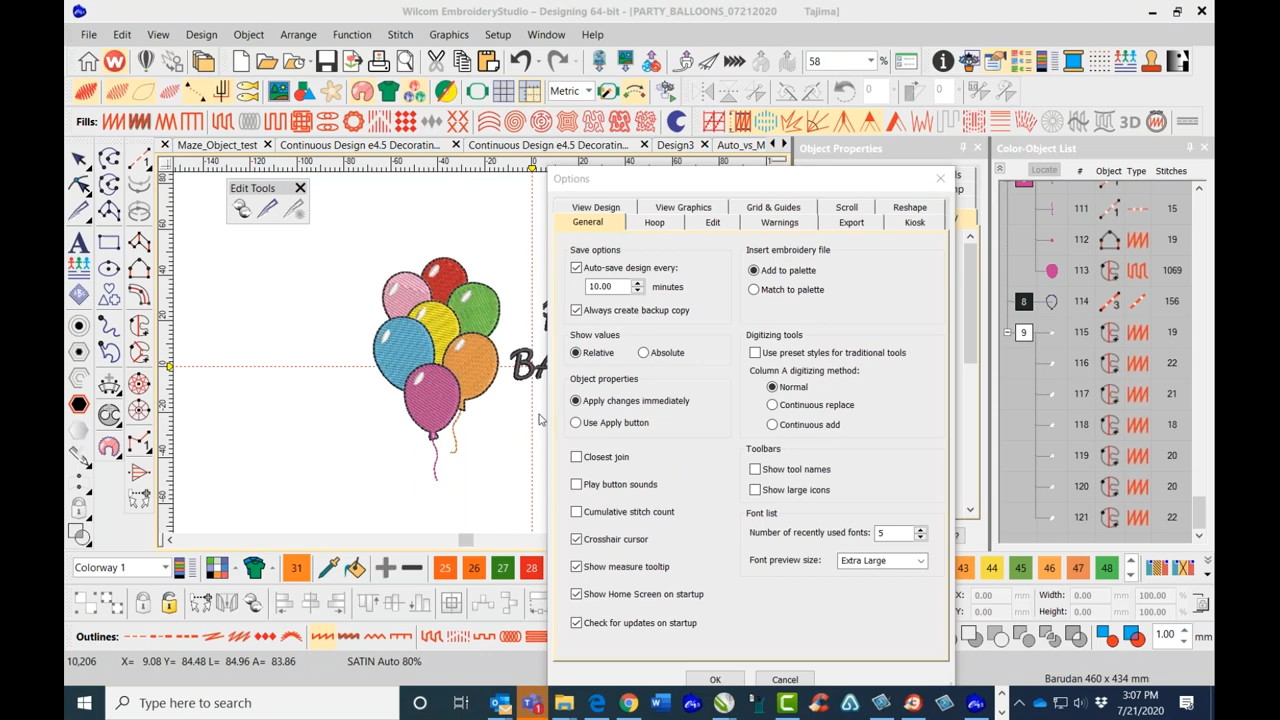 Wilcom EmbroideryStudio – Designing 64-bit - [PARTY_BALLOONS_07212020 Tajima]
File Edit View Design Object Arrange Function Stitch Graphics Setup Window Help
58
Metric 0 0
Fills: 3D
Maze_Object_test Continuous Design e4.5 Decoratin... Continuous Design e4.5 Decoratin... Design3 Auto_vs_M
Object Properties
Color-Object List
-140 -120 -80 -60 -40 -20 0
Edit Tools
Options
Locate # Object Type Stitches
View Design View Graphics Grid & Guides Scroll Reshape
General Hoop Edit Warnings Export Kiosk
Save options
Auto-save design every:
10.00 minutes
Always create backup copy
Show values
Relative Absolute
Object properties
Apply changes immediately
Use Apply button
Closest join
Play button sounds
Cumulative stitch count
Crosshair cursor
Show measure tooltip
Show Home Screen on startup
Check for updates on startup
Insert embroidery file
Add to palette
Match to palette
Digitizing tools
Use preset styles for traditional tools
Column A digitizing method:
Normal
Continuous replace
Continuous add
Toolbars
Show tool names
Show large icons
Font list
Number of recently used fonts: 5
Font preview size: Extra Large
OK Cancel
111 15
112 19
113 1069
8 114 156
9 115 19
116 22
117 21
118 18
119 20
120 20
121 22
Colorway 1 31 25 26 27 28 43 44 45 46 47 48
X= 0.00 mm Width: 0.00 mm 100.00 %
Y: 0.00 mm Height: 0.00 mm 100.00 %
Outlines: 1.00 mm
10,206 X= 9.08 Y= 84.48 L= 84.96 A= 83.86 SATIN Auto 80% Barudan 460 x 434 mm
Type here to search
3:07 PM
7/21/2020